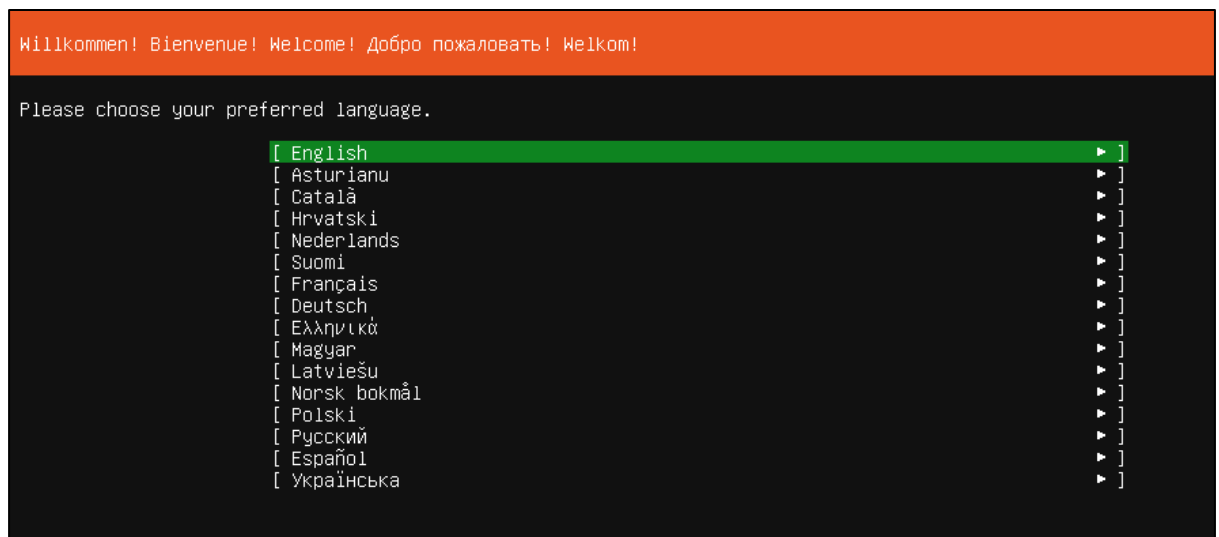 Willkommen! Bienvenue! Welcome! Добро пожаловать! Welkom!
Please choose your preferred language.
[ English ► ]
[ Asturianu ► ]
[ Català ► ]
[ Hrvatski ► ]
[ Nederlands ► ]
[ Suomi ► ]
[ Français ► ]
[ Deutsch ► ]
[ Ελληνικά ► ]
[ Magyar ► ]
[ Latviešu ► ]
[ Norsk bokmål ► ]
[ Polski ► ]
[ Русский ► ]
[ Español ► ]
[ Українська ► ]